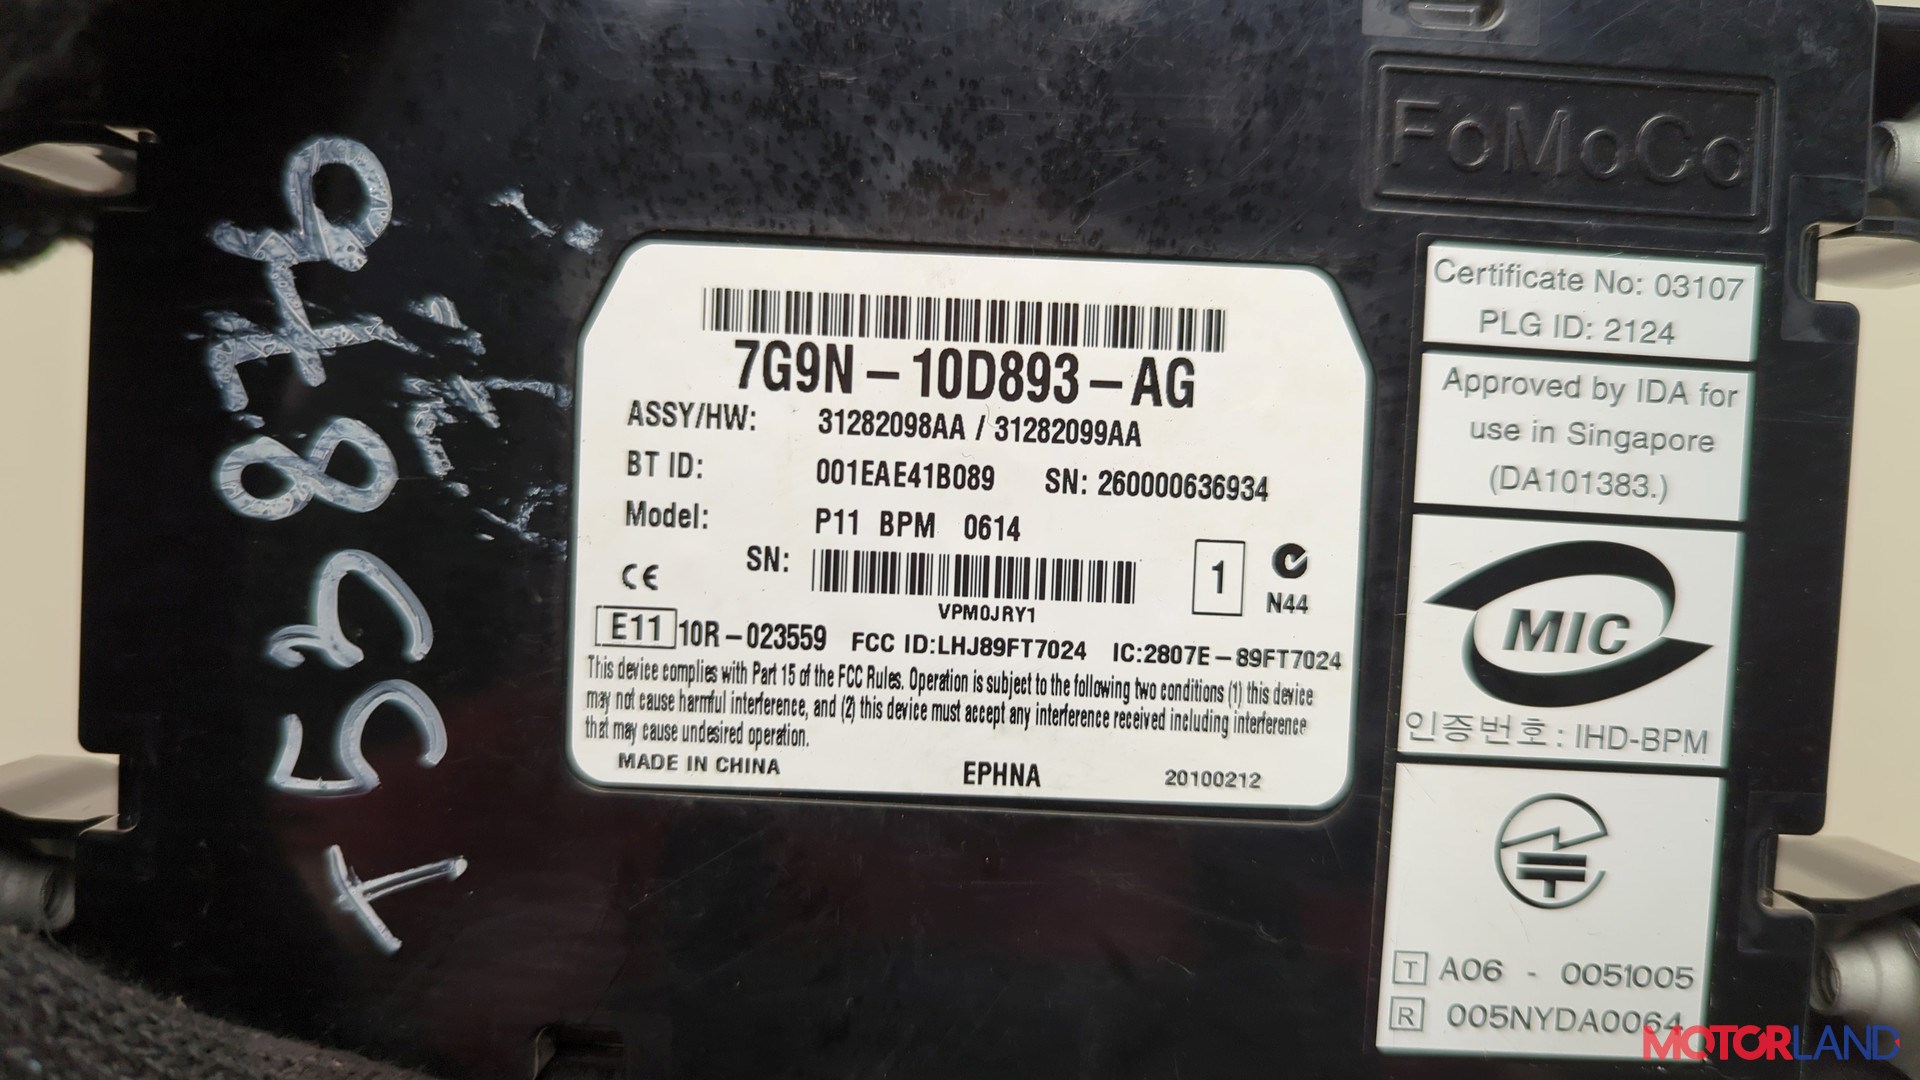 FoMoCo
7G9N-10D893-AG
ASSY/HW: 31282098AA / 31282099AA
BT ID: 001EAE41B089 SN: 260000636934
Model: P11 BPM 0614
SN:
VPM0JRY1
1
N44
CE
E11 10R-023559 FCC ID:LHJ89FT7024 IC:2807E-89FT7024
This device complies with Part 15 of the FCC Rules. Operation is subject to the following two conditions (1) this device
may not cause harmful interference, and (2) this device must accept any interference received including interference
that may cause undesired operation.
MADE IN CHINA EPHNA 20100212
Certificate No: 03107
PLG ID: 2124
Approved by IDA for
use in Singapore
(DA101383.)
MIC
인증번호: IHD-BPM
T A06 - 0051005
R 005NYDA0064
MOTORLAND